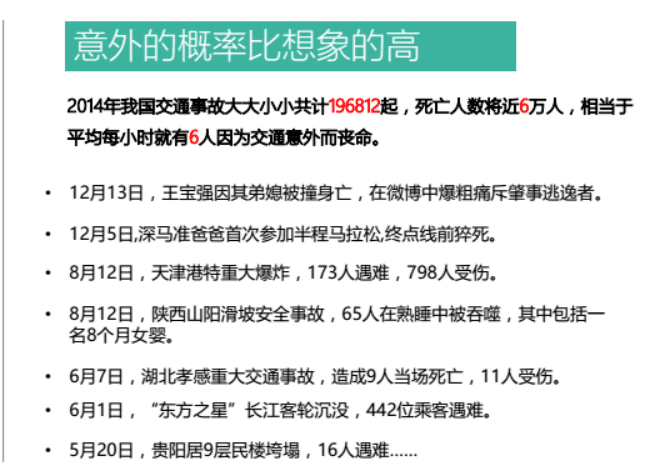 意外的概率比想象的高
2014年我国交通事故大大小小共计196812起，死亡人数将近6万人，相当于
平均每小时就有6人因为交通意外而丧命。
• 12月13日，王宝强因其弟媳被撞身亡，在微博中爆粗痛斥肇事逃逸者。
• 12月5日,深马准爸爸首次参加半程马拉松,终点线前猝死。
• 8月12日，天津港特重大爆炸，173人遇难，798人受伤。
• 8月12日，陕西山阳滑坡安全事故，65人在熟睡中被吞噬，其中包括一
名8个月女婴。
• 6月7日，湖北孝感重大交通事故，造成9人当场死亡，11人受伤。
• 6月1日，“东方之星”长江客轮沉没，442位乘客遇难。
• 5月20日，贵阳居9层民楼垮塌，16人遇难......